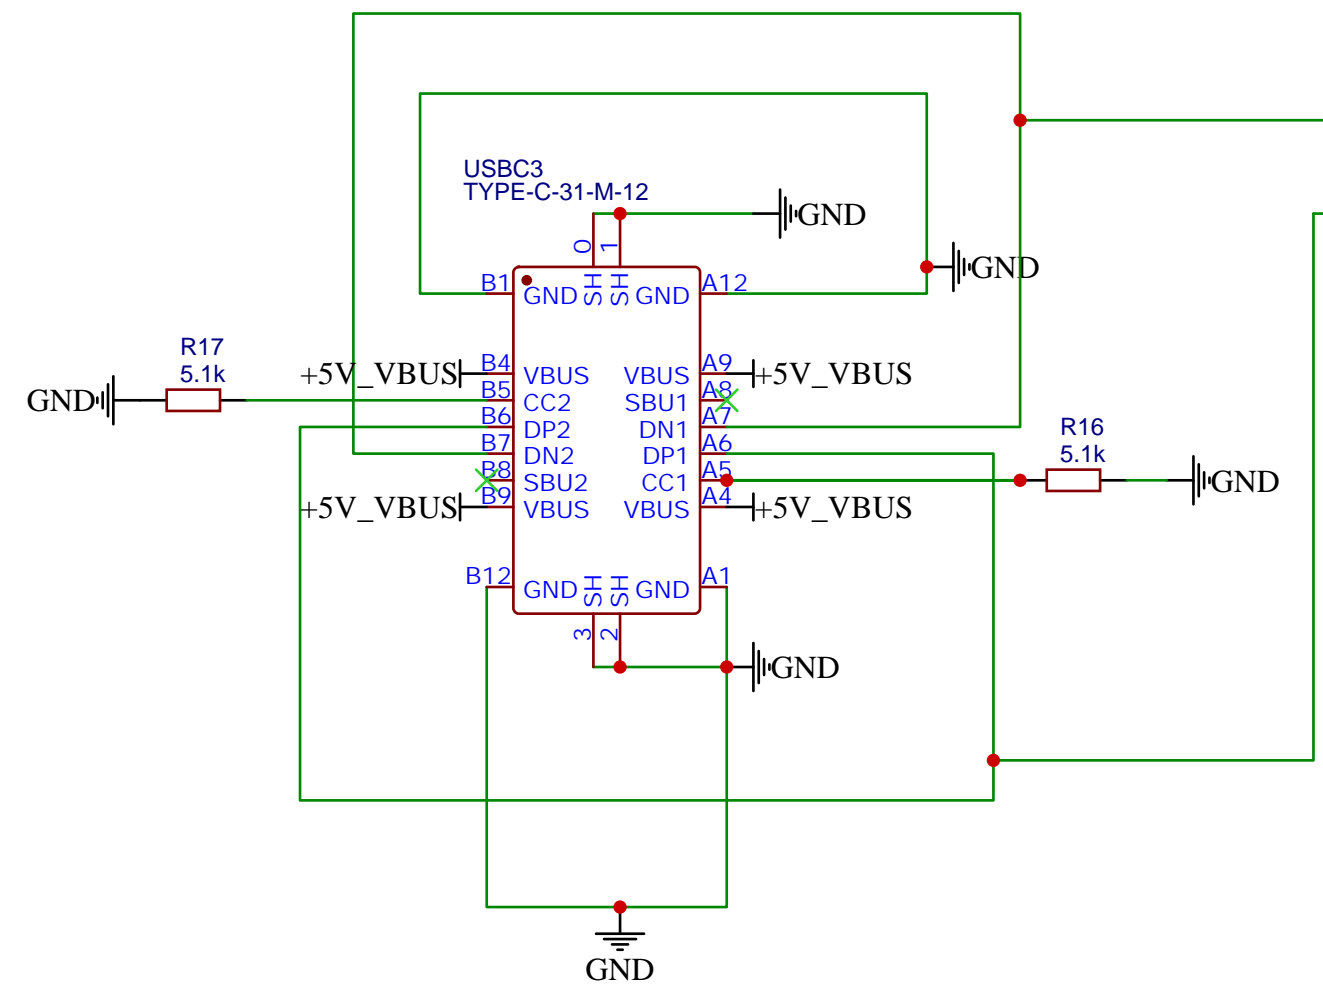 USBC3
TYPE-C-31-M-12
GND
GND
0
1
B1
A12
GND
SH
SH
GND
R17
5.1k
GND
+5V_VBUS
B4
VBUS
VBUS
A9
+5V_VBUS
B5
CC2
SBU1
A8
B6
DP2
DN1
A7
B7
DN2
DP1
A6
R16
5.1k
B8
SBU2
CC1
A5
GND
+5V_VBUS
B9
VBUS
VBUS
A4
+5V_VBUS
B12
GND
SH
SH
GND
A1
3
2
GND
GND